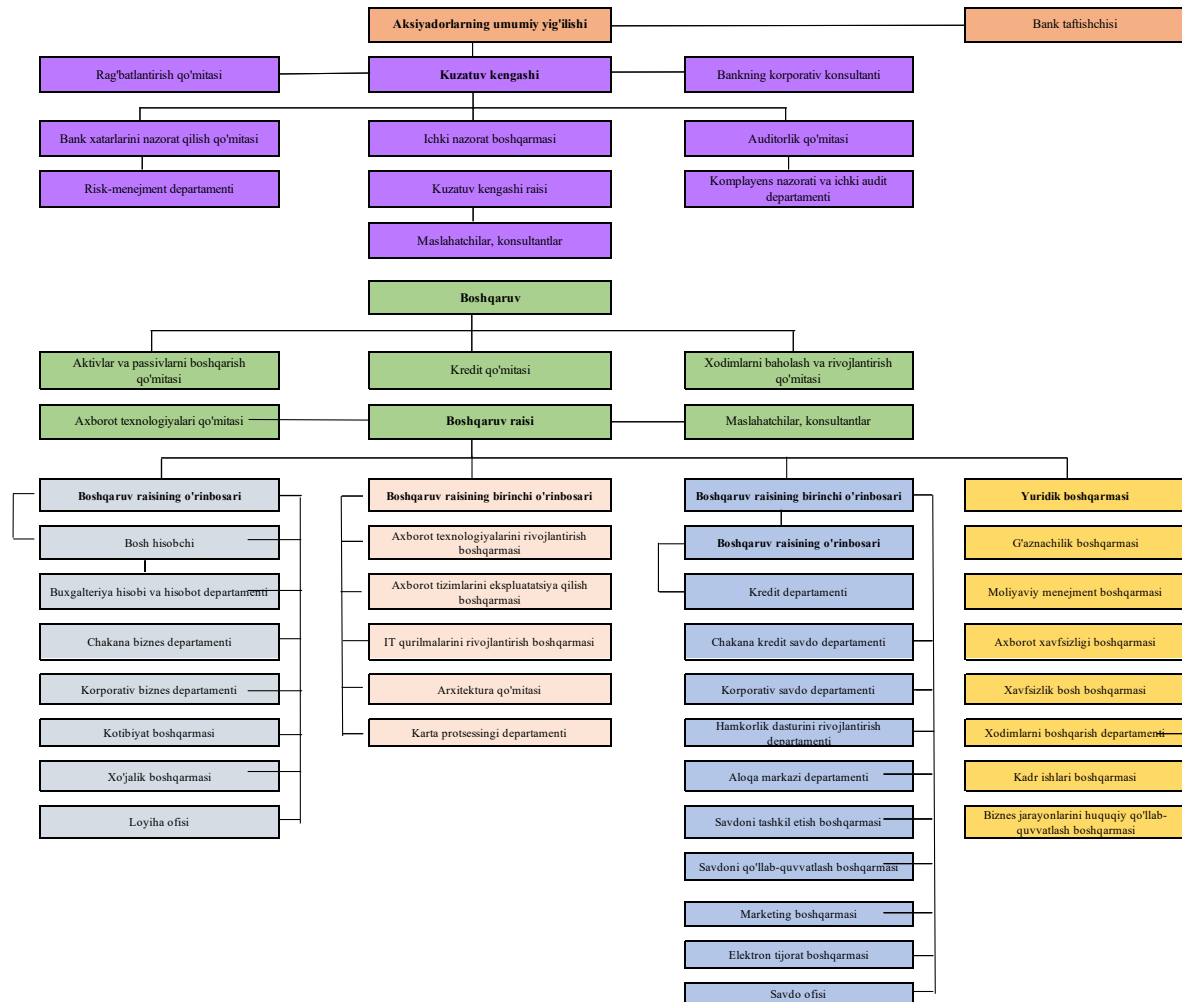 Aksiyadorlarning umumiy yig'ilishi
Bank taftishchisi
Rag'batlantirish qo'mitasi
Kuzatuv kengashi
Bankning korporativ konsultanti
Bank xatarlarini nazorat qilish qo'mitasi
Ichki nazorat boshqarmasi
Auditorlik qo'mitasi
Risk-menejment departamenti
Kuzatuv kengashi raisi
Komplayens nazorati va ichki audit
departamenti
Maslahatchilar, konsultantlar
Boshqaruv
Aktivlar va passivlarni boshqarish
qo'mitasi
Kredit qo'mitasi
Xodimlarni baholash va rivojlantirish
qo'mitasi
Axborot texnologiyalari qo'mitasi
Boshqaruv raisi
Maslahatchilar, konsultantlar
Boshqaruv raisining o'rinbosari
Bosh hisobchi
Buxgalteriya hisobi va hisobot departamenti
Chakana biznes departamenti
Korporativ biznes departamenti
Kotibiyat boshqarmasi
Xo'jalik boshqarmasi
Loyiha ofisi
Boshqaruv raisining birinchi o'rinbosari
Axborot texnologiyalarini rivojlantirish
boshqarmasi
Axborot tizimlarini ekspluatatsiya qilish
boshqarmasi
IT qurilmalarini rivojlantirish boshqarmasi
Arxitektura qo'mitasi
Karta protsessingi departamenti
Boshqaruv raisining birinchi o'rinbosari
Boshqaruv raisining o'rinbosari
Kredit departamenti
Chakana kredit savdo departamenti
Korporativ savdo departamenti
Hamkorlik dasturini rivojlantirish
departamenti
Aloqa markazi departamenti
Savdoni tashkil etish boshqarmasi
Savdoni qo'llab-quvvatlash boshqarmasi
Marketing boshqarmasi
Elektron tijorat boshqarmasi
Savdo ofisi
Yuridik boshqarmasi
G'aznachilik boshqarmasi
Moliyaviy menejment boshqarmasi
Axborot xavfsizligi boshqarmasi
Xavfsizlik bosh boshqarmasi
Xodimlarni boshqarish departamenti
Kadr ishlari boshqarmasi
Biznes jarayonlarini huquqiy qo'llab-
quvvatlash boshqarmasi